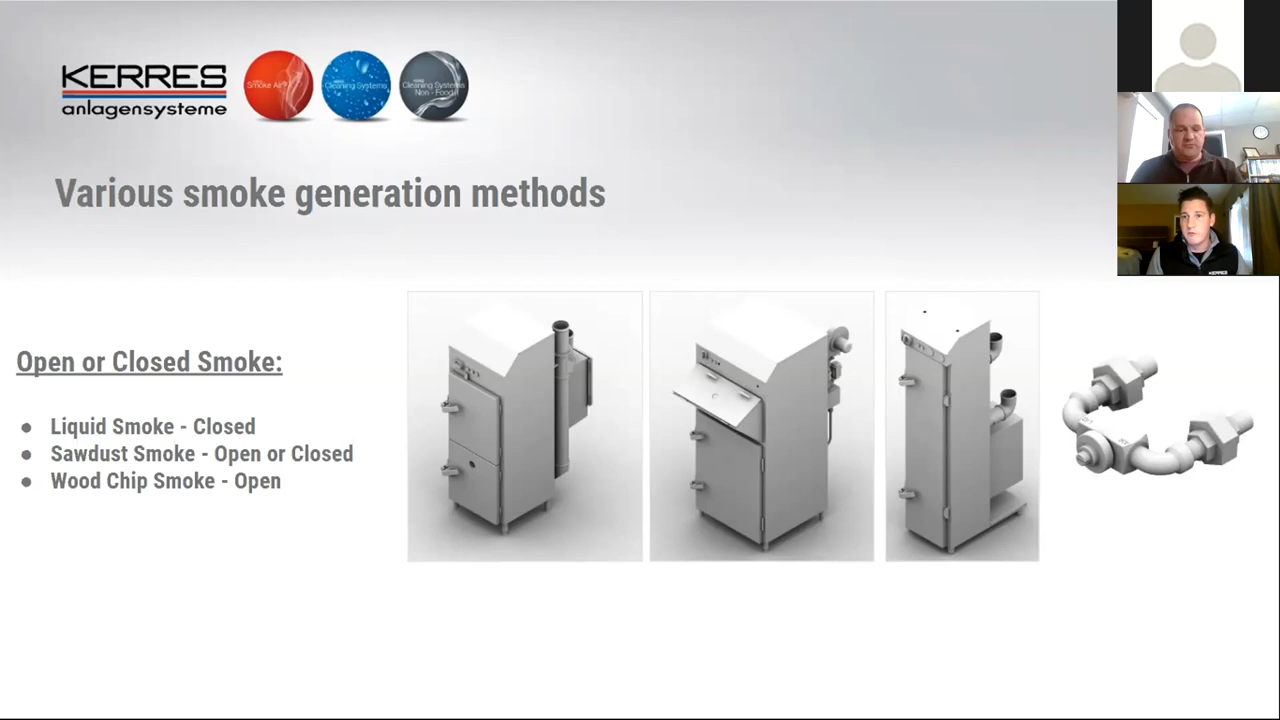 KERRES
anlagensysteme
Smoke Air®
Cleaning Systems
Cleaning Systems
Non - Food
Various smoke generation methods
Open or Closed Smoke:
● Liquid Smoke - Closed
● Sawdust Smoke - Open or Closed
● Wood Chip Smoke - Open
KERRES